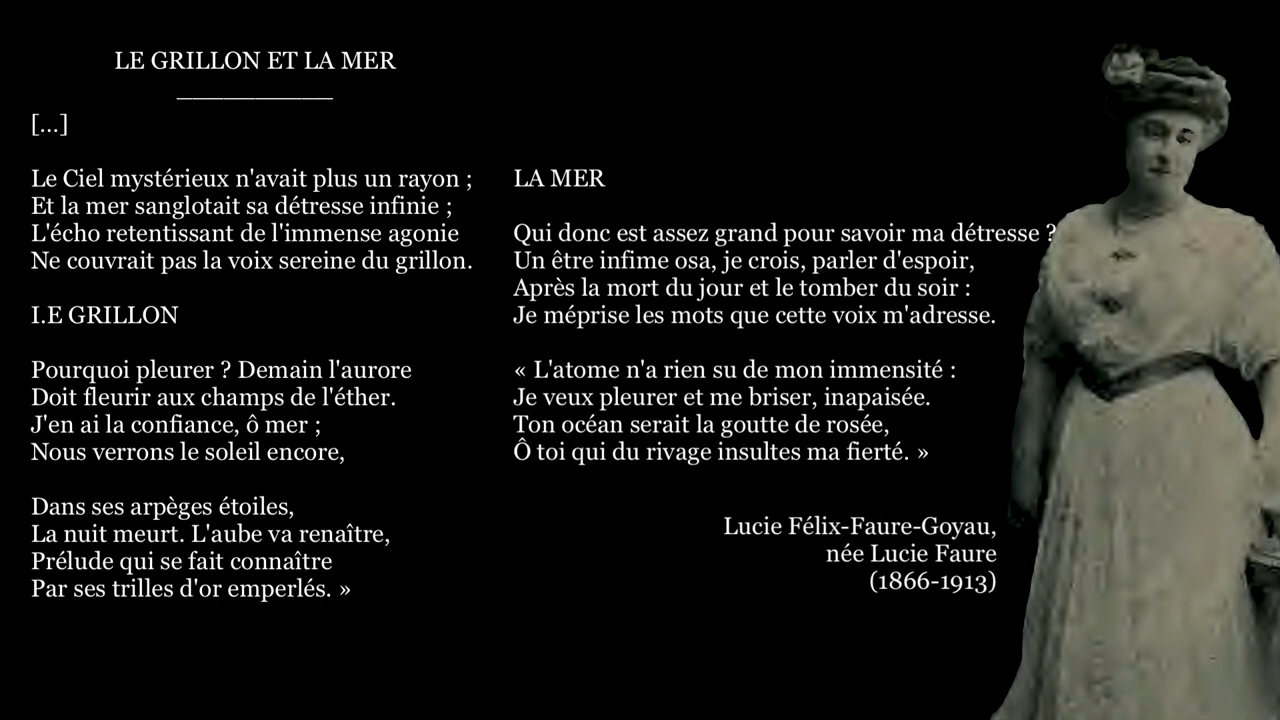 LE GRILLON ET LA MER
[...]
Le Ciel mystérieux n'avait plus un rayon ;
Et la mer sanglotait sa détresse infinie ;
L'écho retentissant de l'immense agonie
Ne couvrait pas la voix sereine du grillon.
I.E GRILLON
Pourquoi pleurer ? Demain l'aurore
Doit fleurir aux champs de l'éther.
J'en ai la confiance, ô mer ;
Nous verrons le soleil encore,
Dans ses arpèges étoiles,
La nuit meurt. L'aube va renaître,
Prélude qui se fait connaître
Par ses trilles d'or emperlés. »
LA MER
Qui donc est assez grand pour savoir ma détresse ?
Un être infime osa, je crois, parler d'espoir,
Après la mort du jour et le tomber du soir :
Je méprise les mots que cette voix m'adresse.
« L'atome n'a rien su de mon immensité :
Je veux pleurer et me briser, inapaisée.
Ton océan serait la goutte de rosée,
Ô toi qui du rivage insultes ma fierté. »
Lucie Félix-Faure-Goyau,
née Lucie Faure
(1866-1913)